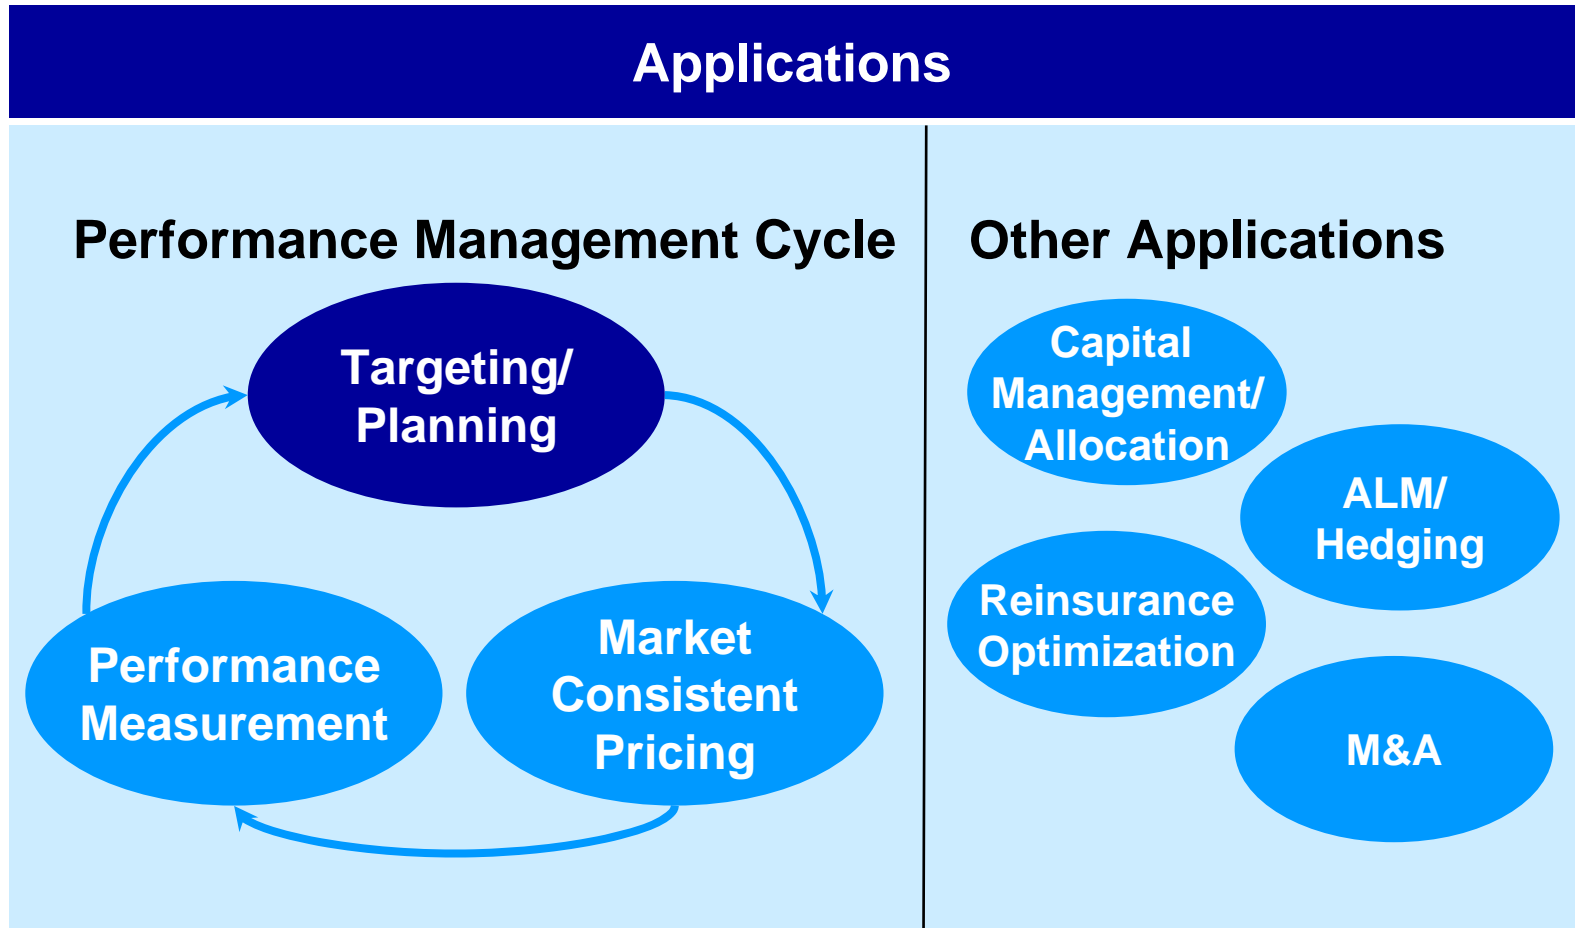 Applications
Performance Management Cycle
Targeting/
Planning
Performance
Measurement
Market
Consistent
Pricing
Other Applications
Capital
Management/
Allocation
ALM/
Hedging
Reinsurance
Optimization
M&A